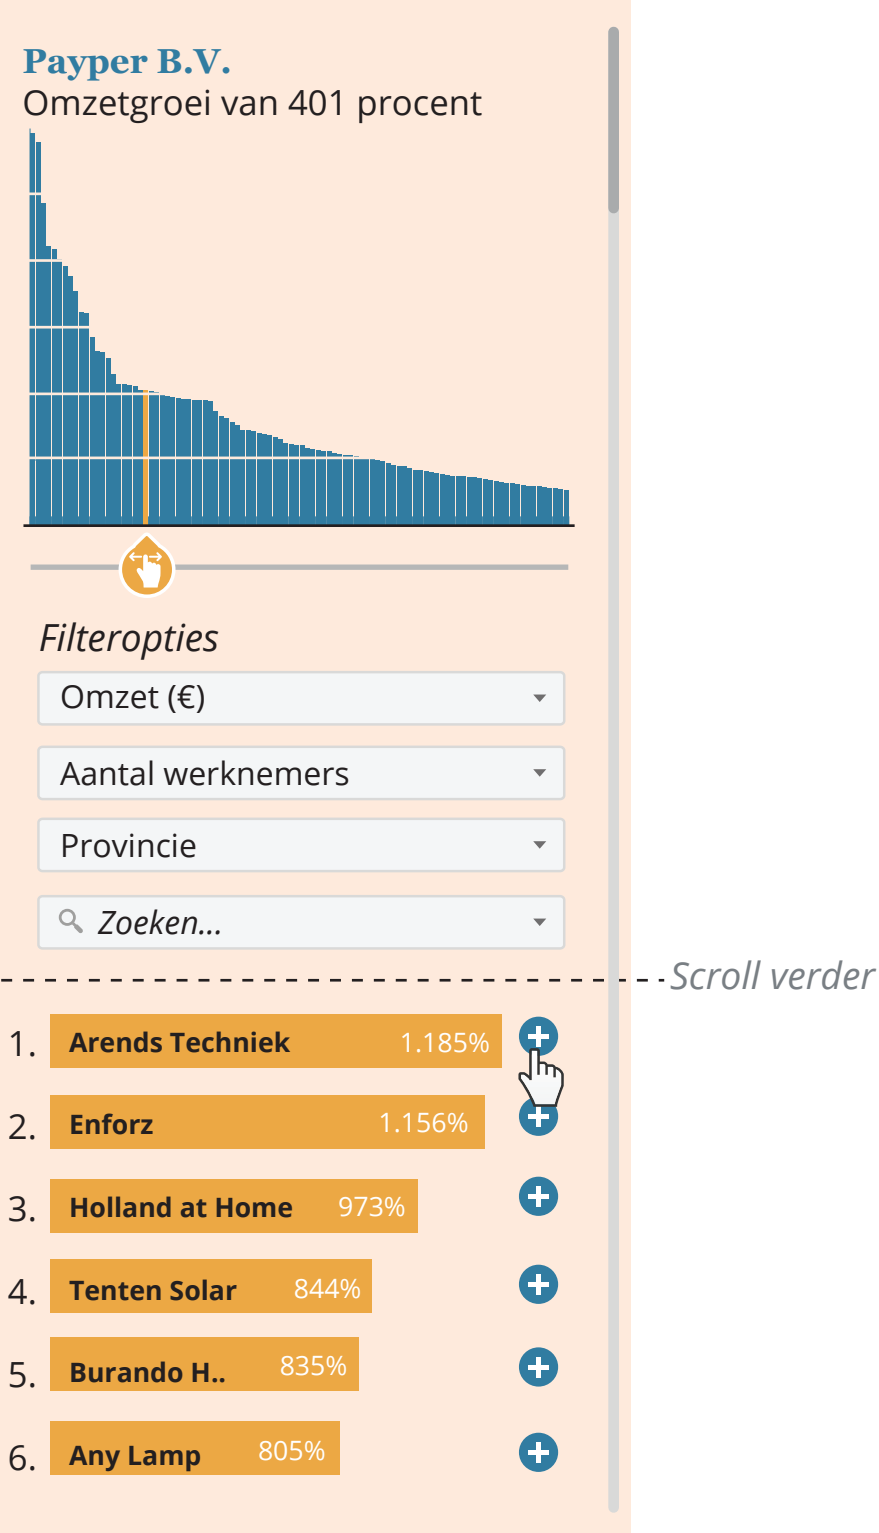 Payper B.V.
Omzetgroei van 401 procent
Filteropties
Omzet (€)
Aantal werknemers
Provincie
Zoeken...
Scroll verder
1. Arends Techniek 1.185%
2. Enforz 1.156%
3. Holland at Home 973%
4. Tenten Solar 844%
5. Burando H.. 835%
6. Any Lamp 805%